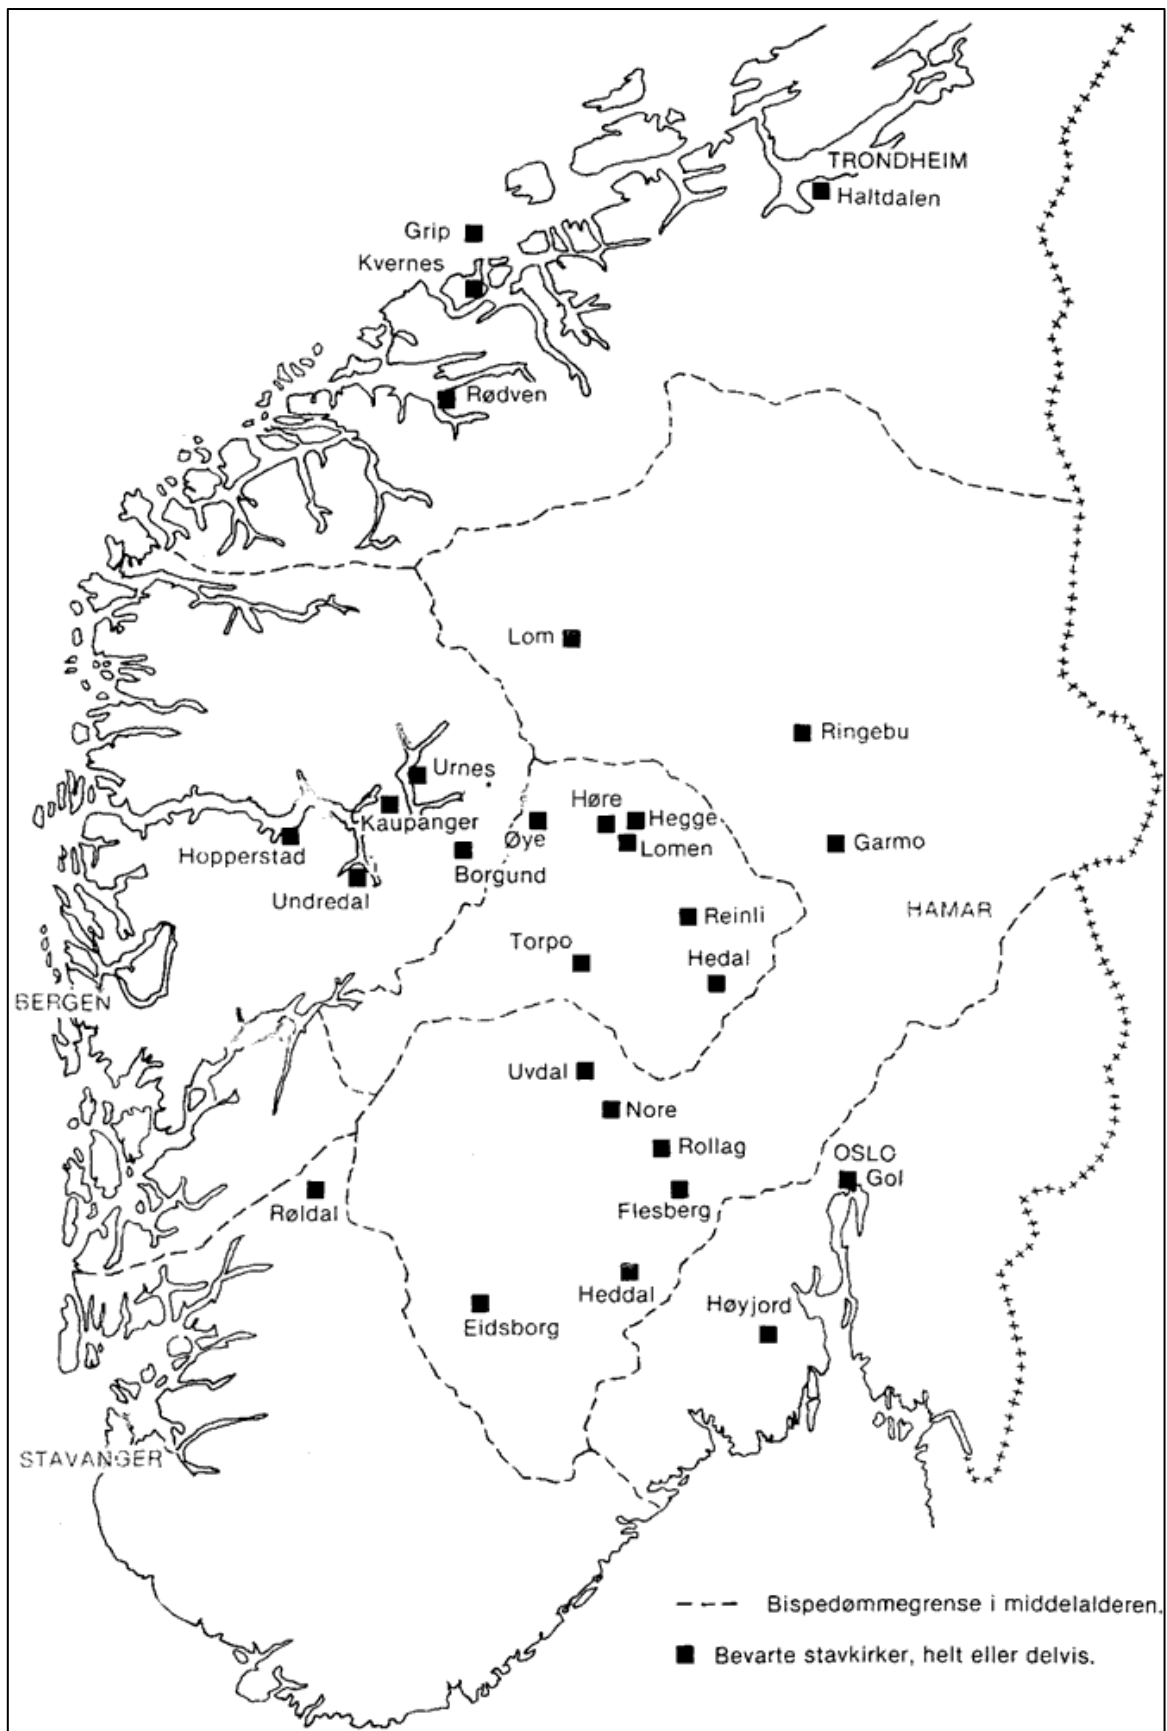 TRONDHEIM
Haltdalen
Grip
Kvernes
Rødven
Lom
Ringebu
Urnes
Høre
Hegge
Kaupanger
Øye
Lomen
Garmo
Hopperstad
Borgund
Undredal
HAMAR
Reinli
Torpo
Hedal
BERGEN
Uvdal
Nore
Rollag
OSLO
Gol
Røldal
Flesberg
Heddal
Høyjord
Eidsborg
STAVANGER
Bispedømmegrense i middelalderen.
Bevarte stavkirker, helt eller delvis.